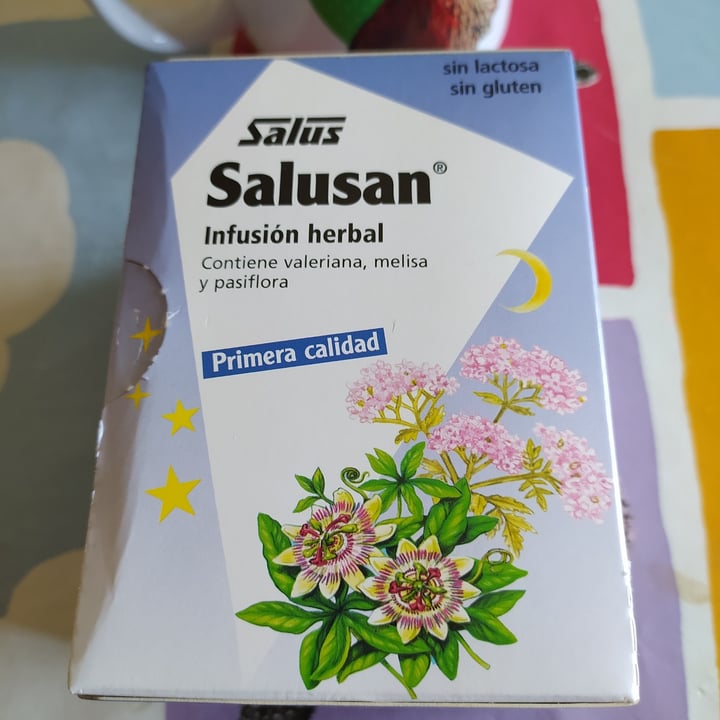 sin lactosa
sin gluten
Salus
Salusan®
Infusión herbal
Contiene valeriana, melisa
y pasiflora
Primera calidad